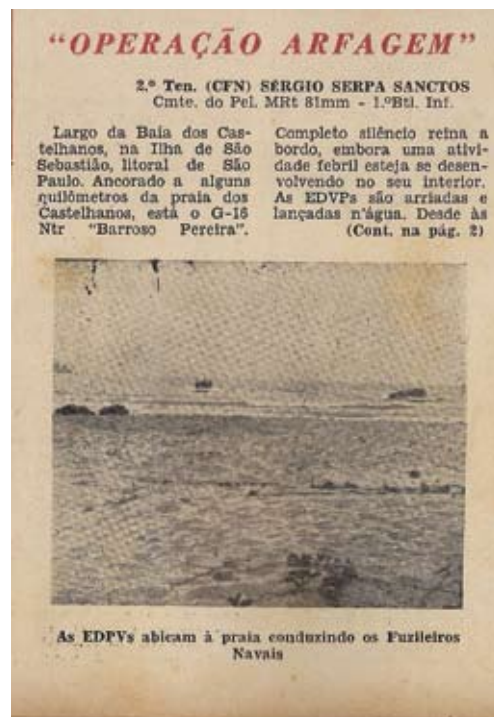 “OPERAÇÃO ARFAGEM”
2.º Ten. (CFN) SÉRGIO SERPA SANCTOS
Cmte. do Pel. MRt 81mm - 1.ºBtl. Inf.
Largo da Baia dos Cas-
telhanos, na Ilha de São
Sebastião, litoral de São
Paulo. Ancorado a alguns
quilômetros da praia dos
Castelhanos, está o G-16
Ntr “Barroso Pereira”.
Completo silêncio reina a
bordo, embora uma ativi-
dade febril esteja se desen-
volvendo no seu interior.
As EDVPs são arriadas e
lançadas n'água. Desde às
(Cont. na pág. 2)
As EDPVs abicam à praia conduzindo os Fuzileiros
Navais